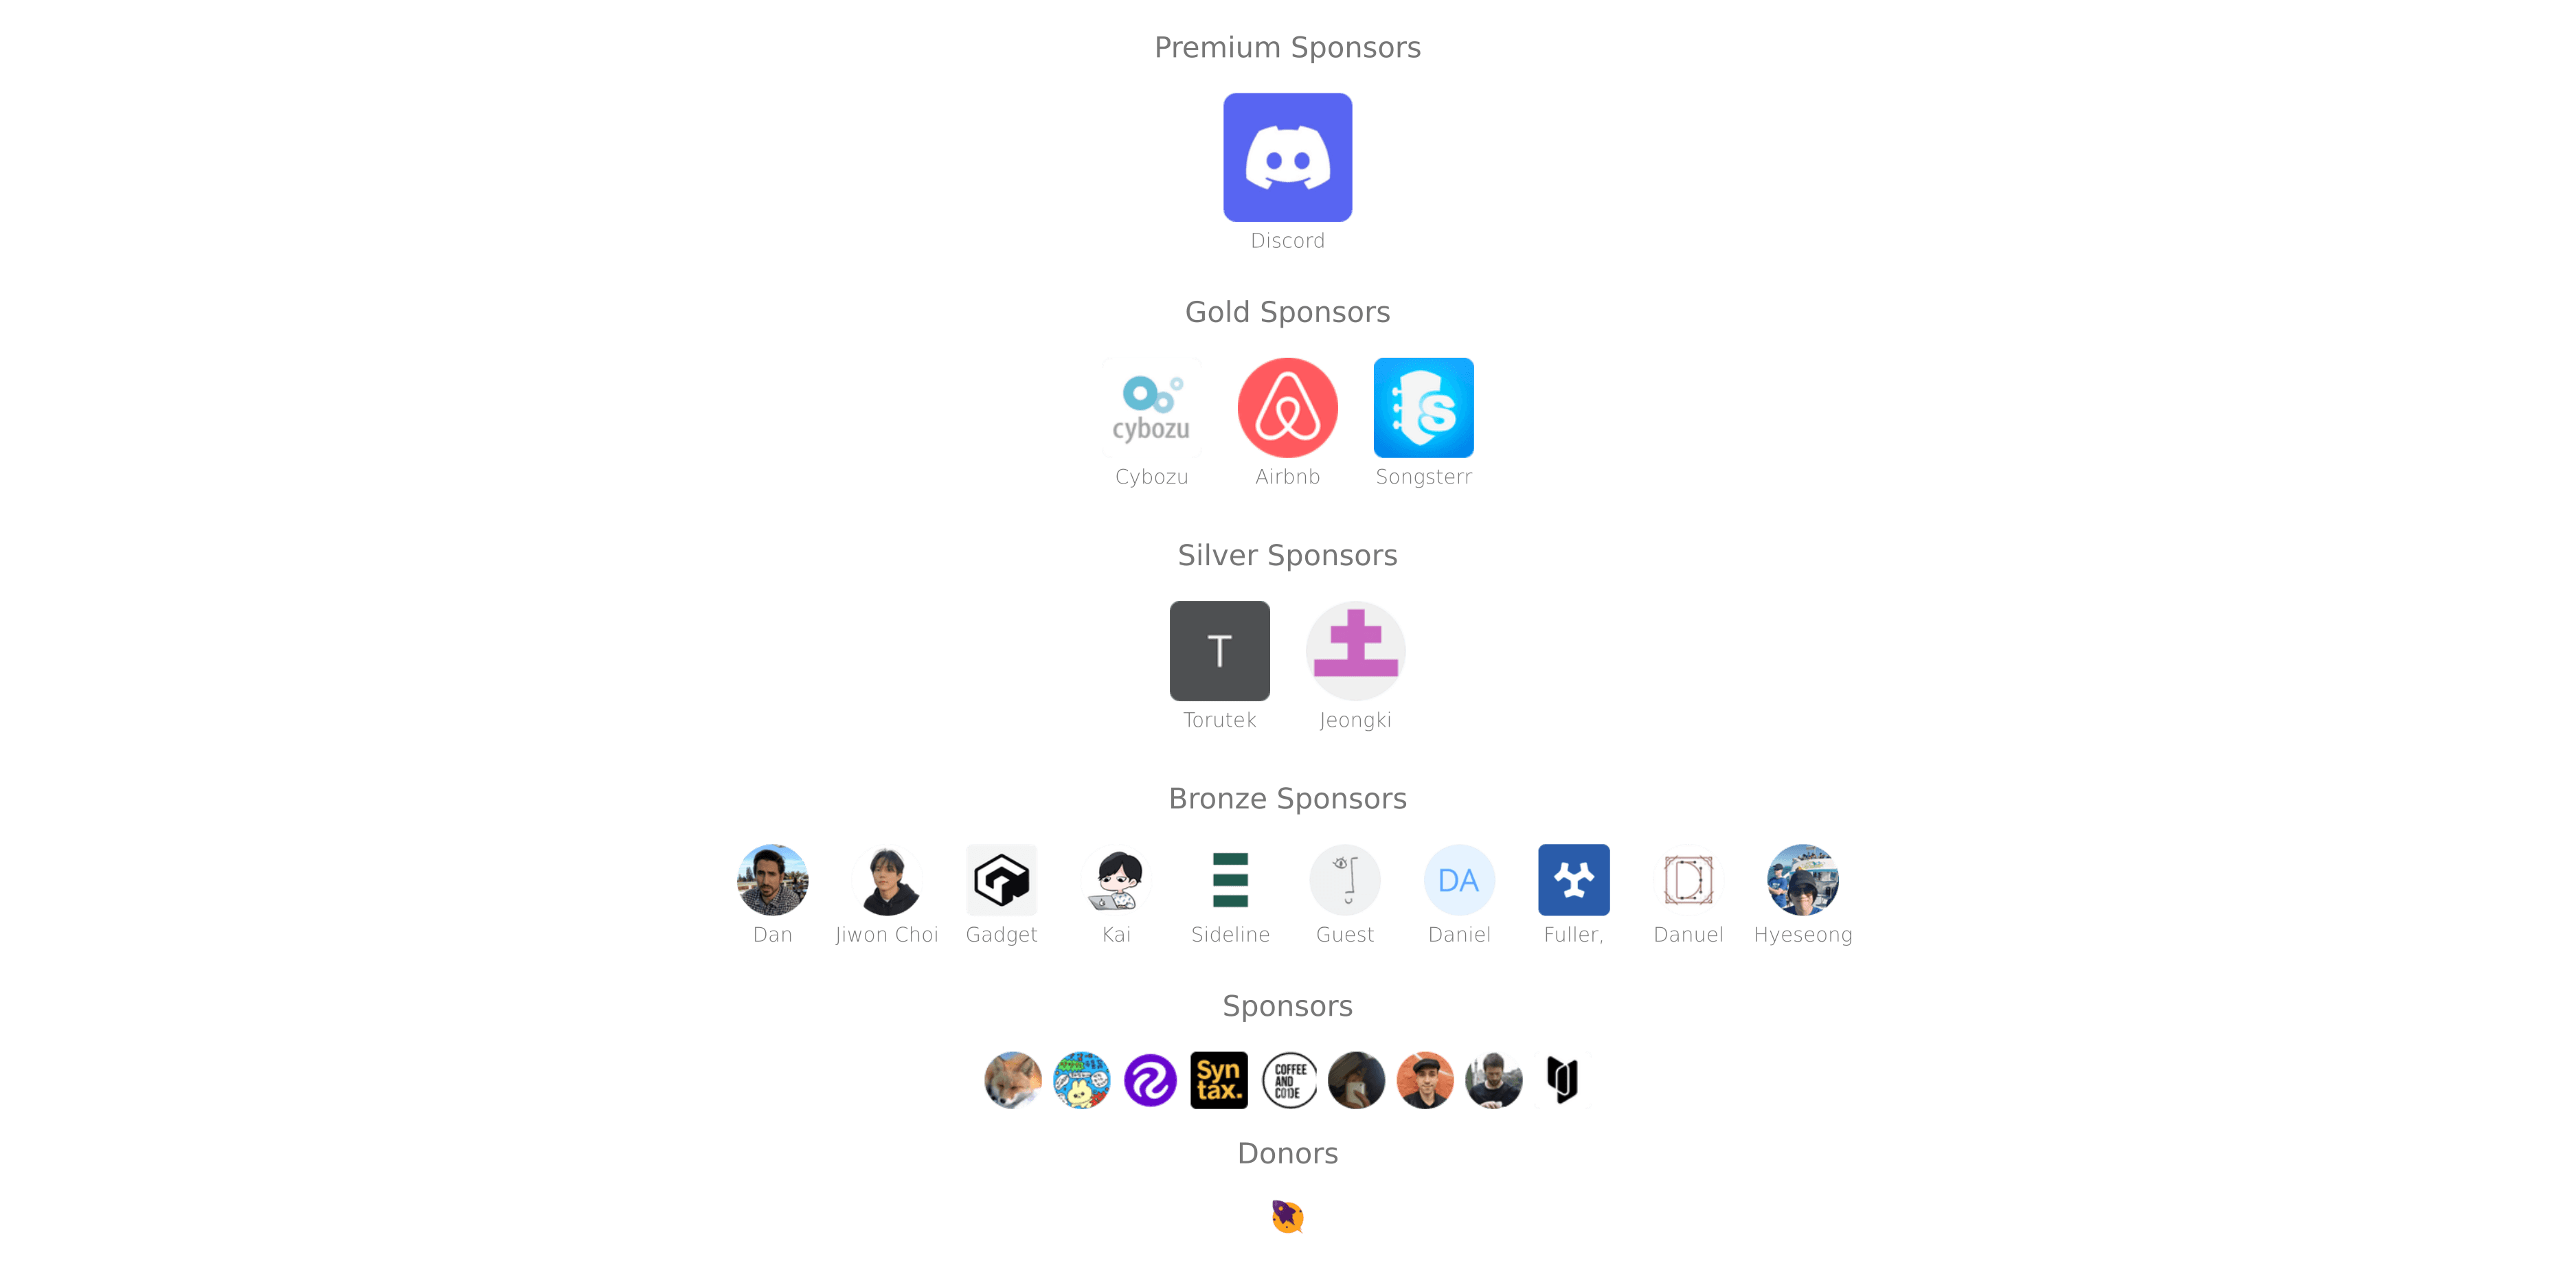 Premium Sponsors
Discord
Gold Sponsors
cybozu
Cybozu Airbnb Songsterr
Silver Sponsors
T
Torutek Jeongki
Bronze Sponsors
DA
Dan Jiwon Choi Gadget Kai Sideline Guest Daniel Fuller, Danuel Hyeseong
Sponsors
Syn
tax.
COFFEE
AND
CODE
Donors